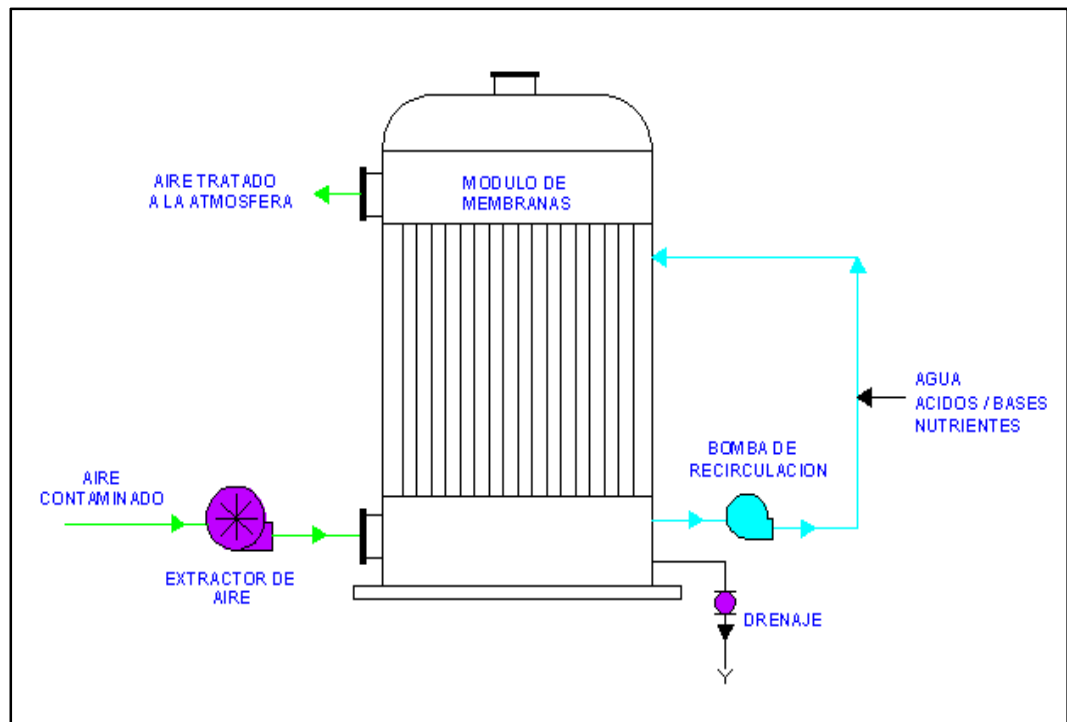 AIRE TRATADO
A LA ATMOSFERA
MODULO DE
MEMBRANAS
AGUA
ACIDOS / BASES
NUTRIENTES
BOMBA DE
RECIRCULACION
AIRE
CONTAMINADO
EXTRACTOR DE
AIRE
DRENAJE